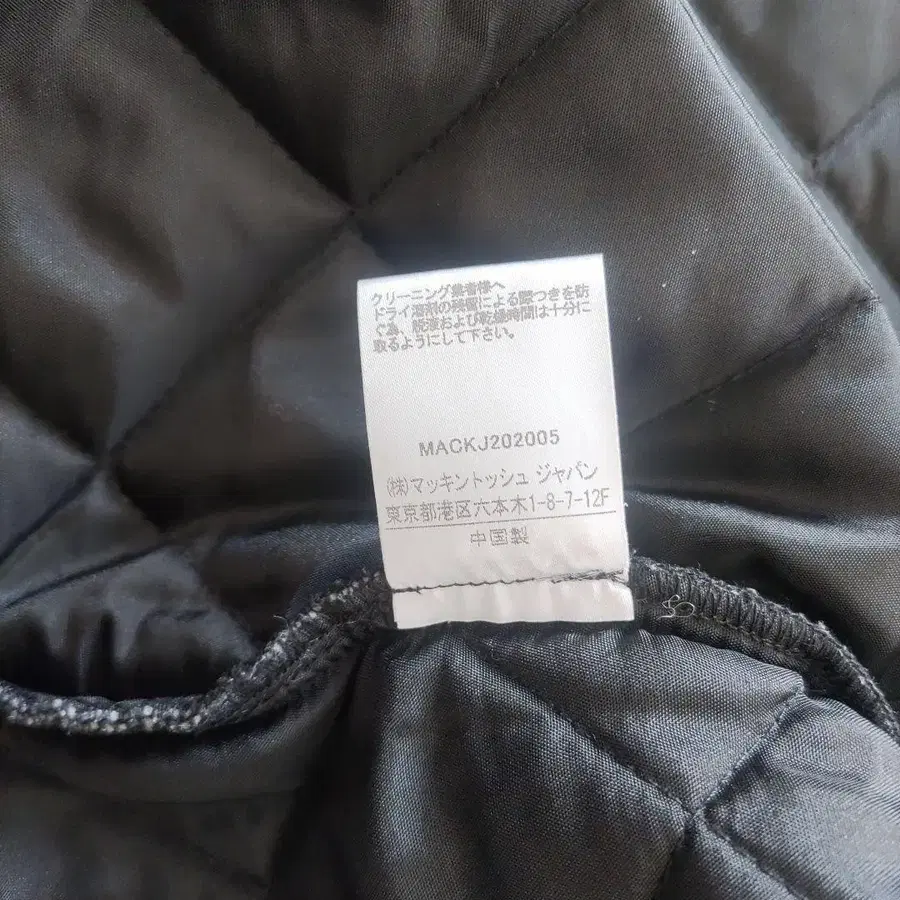 クリーニング業者様へ
ドライ溶剤の残留による際つきを防
ぐ為、脱液および乾燥時間は十分に
取るようにして下さい。
MACKJ202005
(株)マッキントッシュ ジャパン
東京都港区六本木1-8-7-12F
中国製